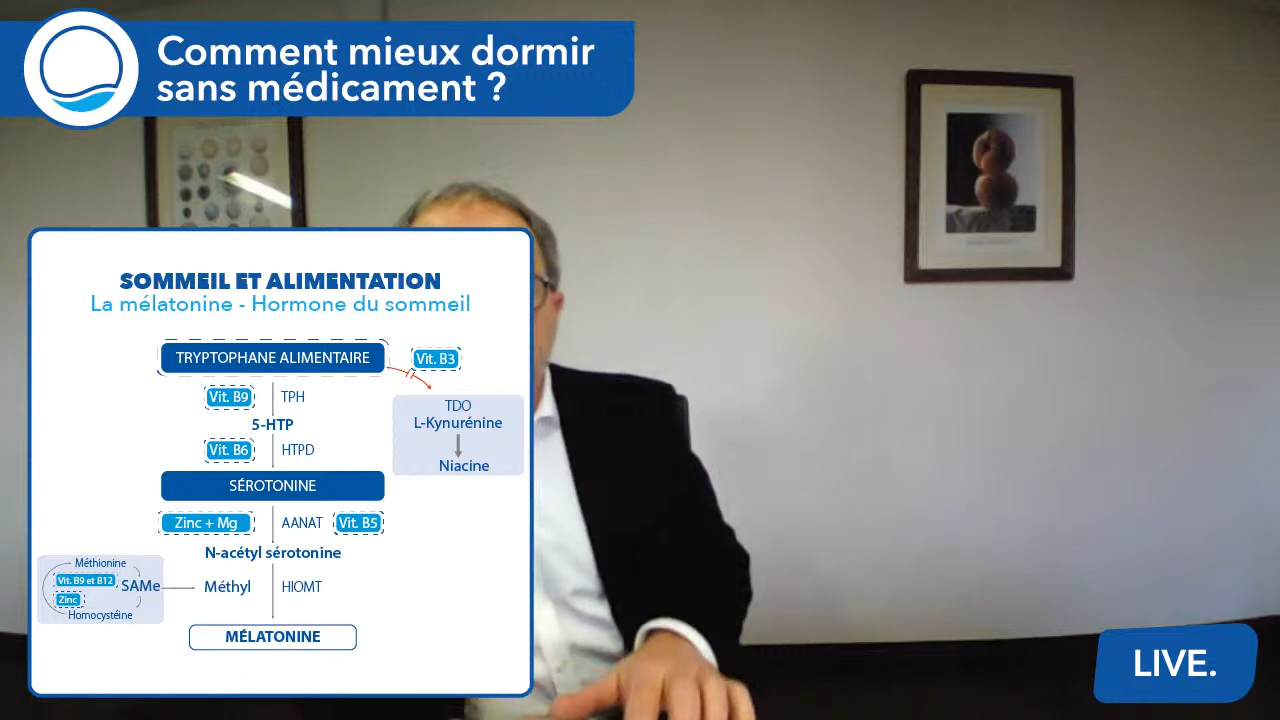 Comment mieux dormir
sans médicament ?
SOMMEIL ET ALIMENTATION
La mélatonine - Hormone du sommeil
TRYPTOPHANE ALIMENTAIRE
Vit. B3
Vit. B9
TPH
TDO
L-Kynurénine
5-HTP
Vit. B6
HTPD
Niacine
SÉROTONINE
Zinc + Mg
AANAT
Vit. B5
N-acétyl sérotonine
Méthionine
Vit. B9 et B12
SAMe
Zinc
Homocystéine
Méthyl
HIOMT
MÉLATONINE
LIVE.